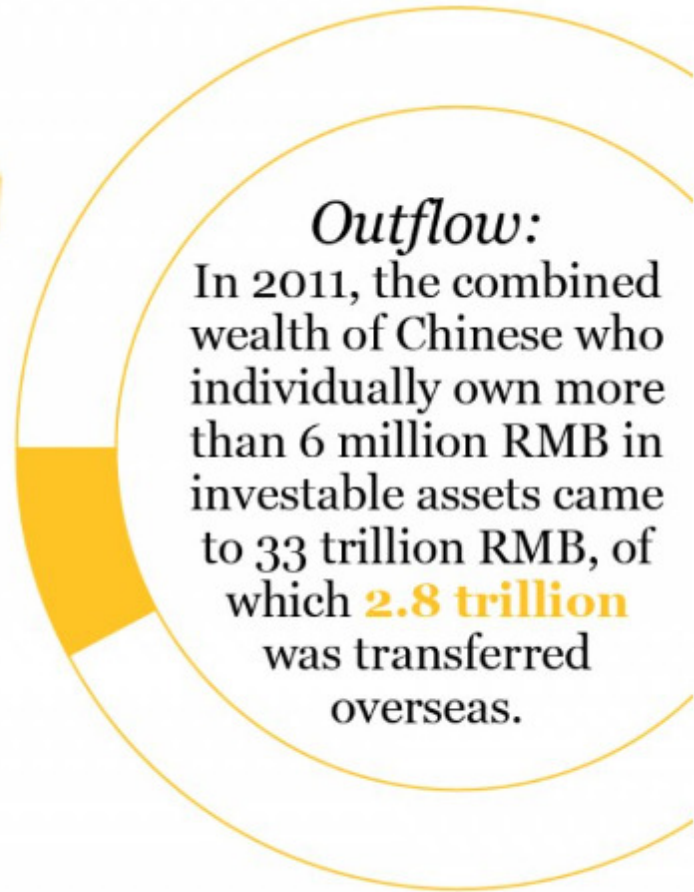 Outflow:
In 2011, the combined
wealth of Chinese who
individually own more
than 6 million RMB in
investable assets came
to 33 trillion RMB, of
which 2.8 trillion
was transferred
overseas.